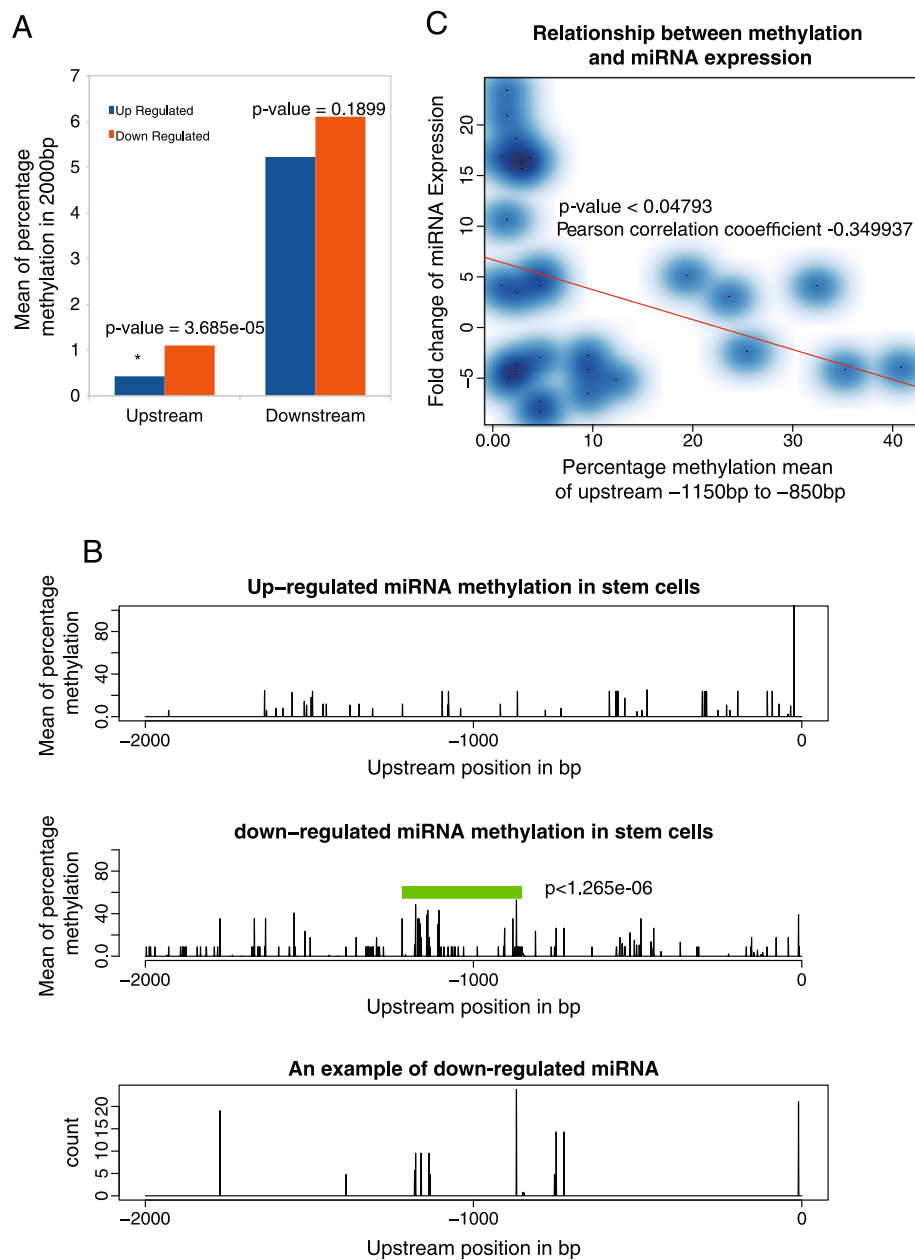 A
Mean of percentage
methylation in 2000bp
7
6
5
4
3
2
1
0
Up Regulated
Down Regulated
p-value = 0.1899
p-value = 3.685e-05
*
Upstream
Downstream
C
Relationship between methylation
and miRNA expression
Fold change of miRNA Expression
20
15
10
5
0
−5
p-value < 0.04793
Pearson correlation cooefficient -0.349937
0.00
10
20
30
40
Percentage methylation mean
of upstream −1150bp to −850bp
B
Up−regulated miRNA methylation in stem cells
Mean of percentage
methylation
80
40
0.
−2000
−1000
0
Upstream position in bp
down−regulated miRNA methylation in stem cells
Mean of percentage
methylation
80
40
0.
p<1.265e-06
−2000
−1000
0
Upstream position in bp
An example of down-regulated miRNA
count
20
15
10
5
0
−2000
−1000
0
Upstream position in bp